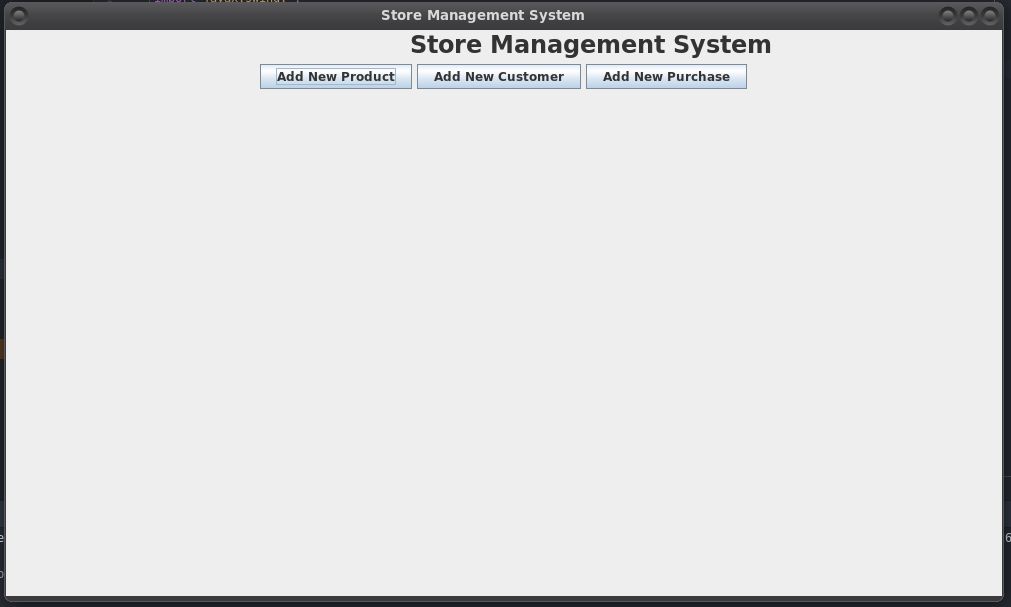 Store Management System
Store Management System
Add New Product Add New Customer Add New Purchase